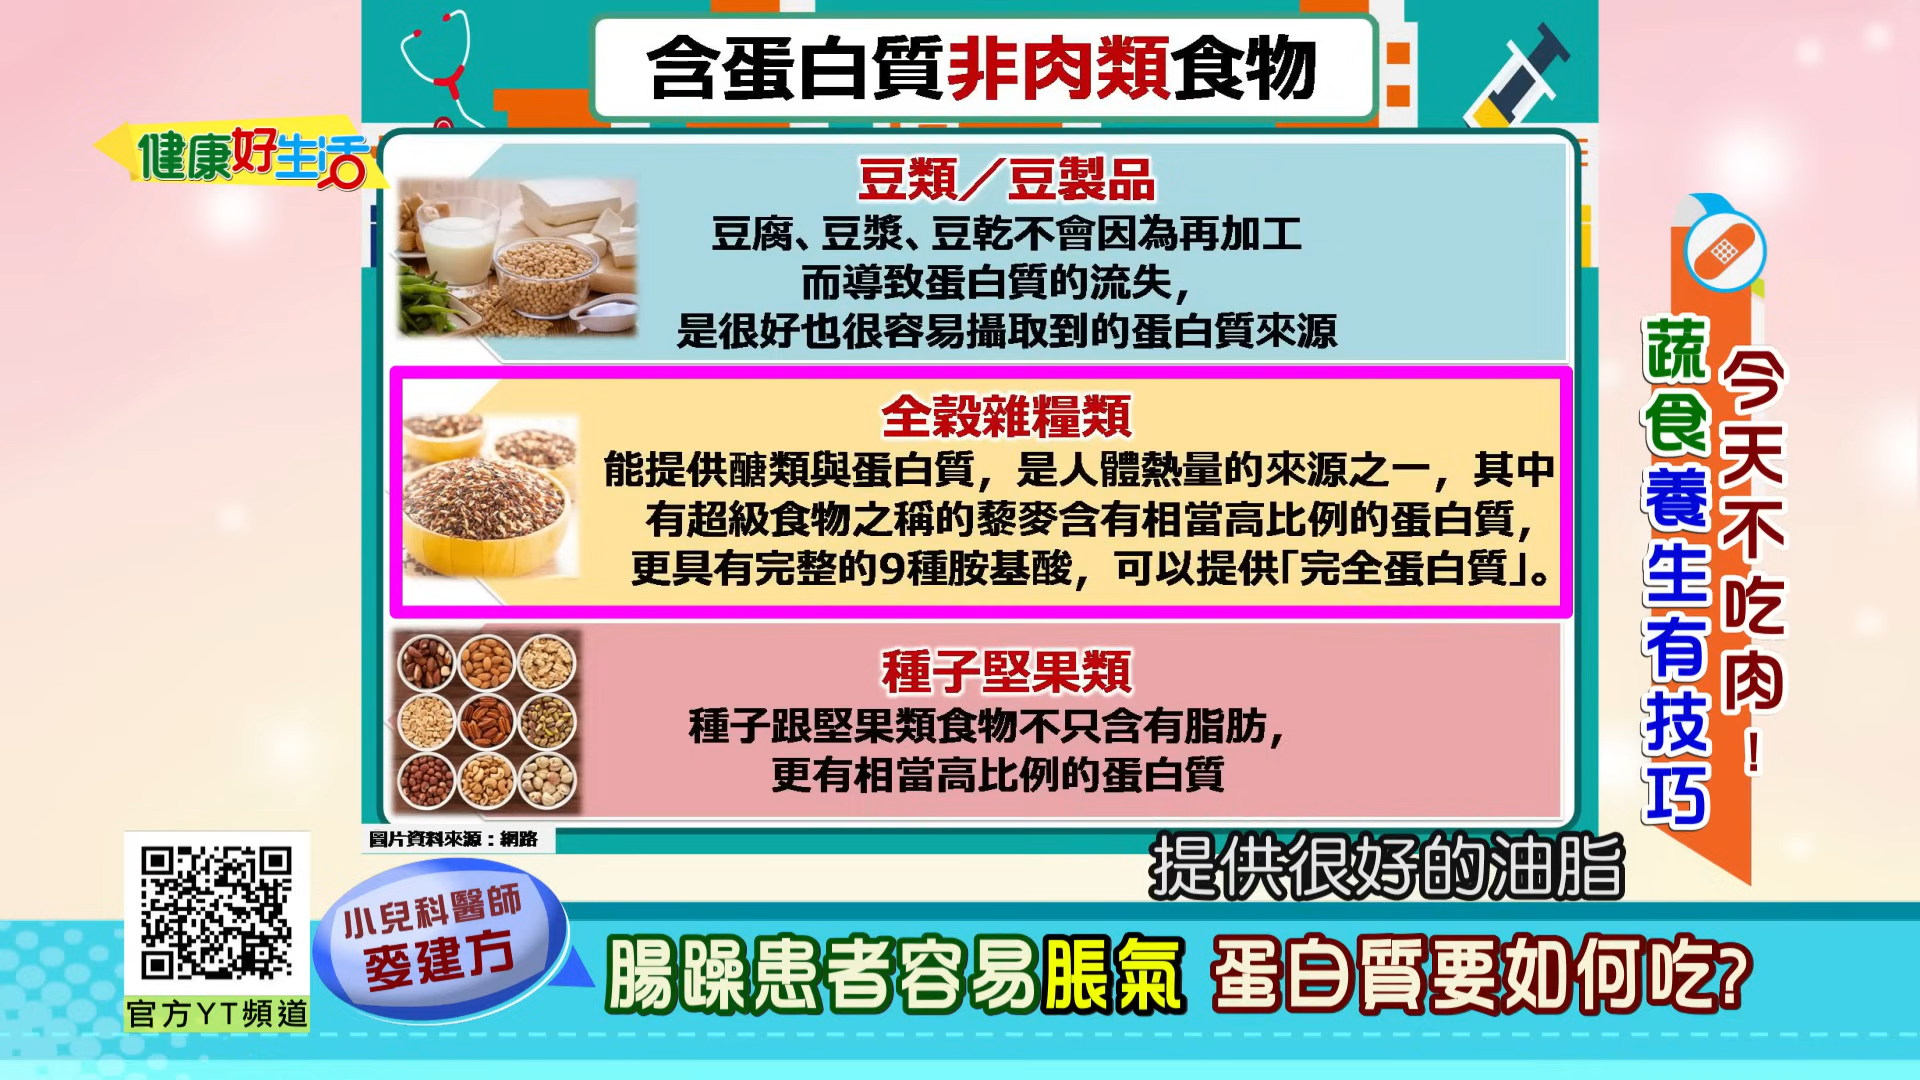 含蛋白質非肉類食物
健康好生活
豆類／豆製品
豆腐、豆漿、豆乾不會因為再加工
而導致蛋白質的流失，
是很好也很容易攝取到的蛋白質來源
全穀雜糧類
能提供醣類與蛋白質，是人體熱量的來源之一，其中
有超級食物之稱的藜麥含有相當高比例的蛋白質，
更具有完整的9種胺基酸，可以提供「完全蛋白質」。
種子堅果類
種子跟堅果類食物不只含有脂肪，
更有相當高比例的蛋白質
圖片資料來源：網路
今天不吃肉！
蔬食養生有技巧
提供很好的油脂
小兒科醫師
麥建方
腸躁患者容易脹氣 蛋白質要如何吃?
官方YT頻道